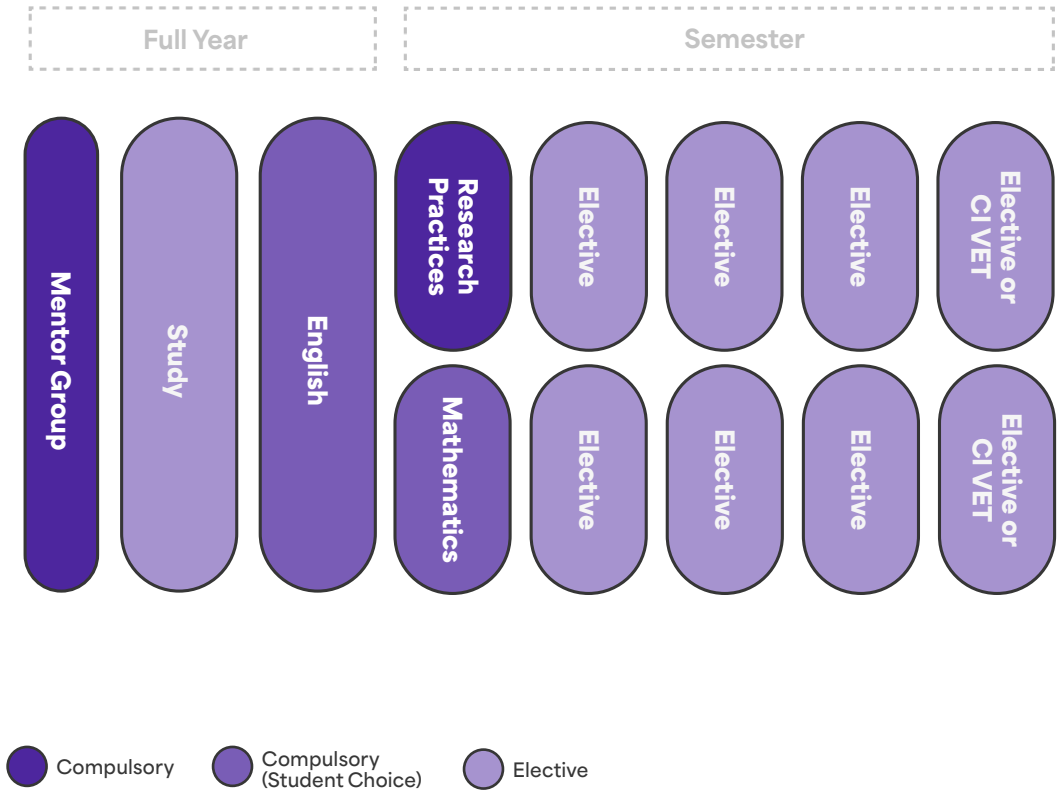 Full Year
Semester
Mentor Group
Study
English
Research
Practices
Elective
Elective
Elective
Elective or
CI VET
Mathematics
Elective
Elective
Elective
Elective or
CI VET
Compulsory
Compulsory
(Student Choice)
Elective